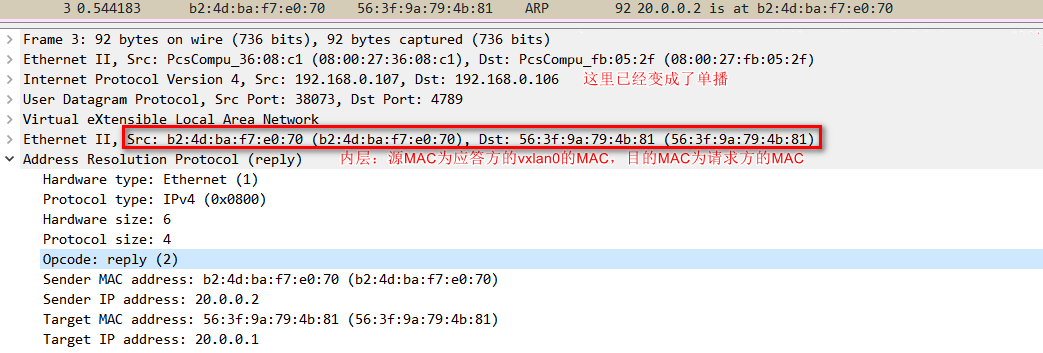 3 0.544183 b2:4d:ba:f7:e0:70 56:3f:9a:79:4b:81 ARP 92 20.0.0.2 is at b2:4d:ba:f7:e0:70
Frame 3: 92 bytes on wire (736 bits), 92 bytes captured (736 bits)
Ethernet II, Src: PcsCompu_36:08:c1 (08:00:27:36:08:c1), Dst: PcsCompu_fb:05:2f (08:00:27:fb:05:2f)
Internet Protocol Version 4, Src: 192.168.0.107, Dst: 192.168.0.106 这里已经变成了单播
User Datagram Protocol, Src Port: 38073, Dst Port: 4789
Virtual eXtensible Local Area Network
Ethernet II, Src: b2:4d:ba:f7:e0:70 (b2:4d:ba:f7:e0:70), Dst: 56:3f:9a:79:4b:81 (56:3f:9a:79:4b:81)
Address Resolution Protocol (reply) 内层：源MAC为应答方的vxlan0的MAC，目的MAC为请求方的MAC
Hardware type: Ethernet (1)
Protocol type: IPv4 (0x0800)
Hardware size: 6
Protocol size: 4
Opcode: reply (2)
Sender MAC address: b2:4d:ba:f7:e0:70 (b2:4d:ba:f7:e0:70)
Sender IP address: 20.0.0.2
Target MAC address: 56:3f:9a:79:4b:81 (56:3f:9a:79:4b:81)
Target IP address: 20.0.0.1